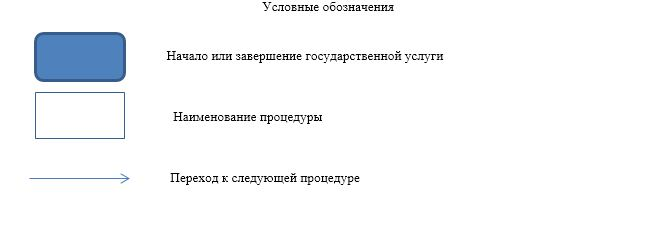 Условные обозначения
Начало или завершение государственной услуги
Наименование процедуры
Переход к следующей процедуре